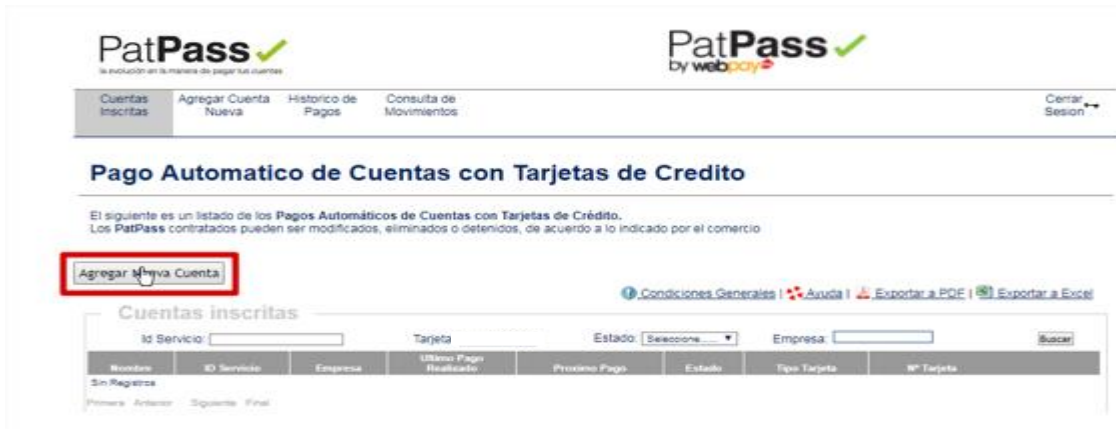 PatPass
la evolución en la manera de pagar tus cuentas
PatPass
by webpay
Cuentas Inscritas
Agregar Cuenta Nueva
Historico de Pagos
Consulta de Movimientos
Cerrar Sesion
Pago Automatico de Cuentas con Tarjetas de Credito
El siguiente es un listado de los Pagos Automáticos de Cuentas con Tarjetas de Crédito.
Los PatPass contratados pueden ser modificados, eliminados o detenidos, de acuerdo a lo indicado por el comercio
Agregar Nueva Cuenta
Condiciones Generales | Ayuda | Exportar a PDF | Exportar a Excel
Cuentas inscritas
Id Servicio: Tarjeta Estado: Seleccione..... Empresa: Buscar
Nombre ID Servicio Empresa Ultimo Pago Realizado Proximo Pago Estado Tipo Tarjeta Nº Tarjeta
Sin Registros
Primera Anterior Siguiente Final